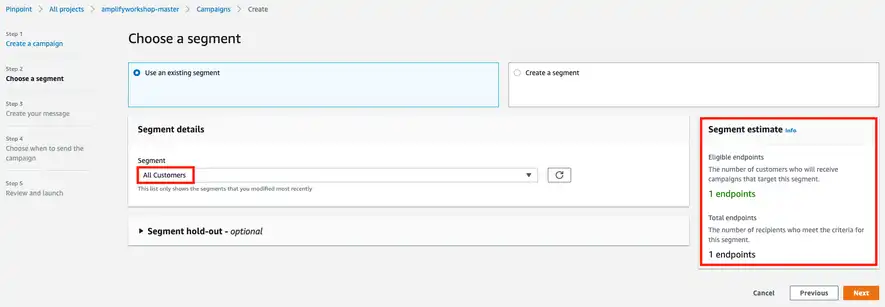 Pinpoint > All projects > amplifyworkshop-master > Campaigns > Create
Step 1
Create a campaign
Step 2
Choose a segment
Step 3
Create your message
Step 4
Choose when to send the
campaign
Step 5
Review and launch
Choose a segment
Use an existing segment
Create a segment
Segment details
Segment
All Customers
This list only shows the segments that you modified most recently
Segment hold-out - optional
Segment estimate Info
Eligible endpoints
The number of customers who will receive
campaigns that target this segment.
1 endpoints
Total endpoints
The number of recipients who meet the criteria for
this segment.
1 endpoints
Cancel
Previous
Next